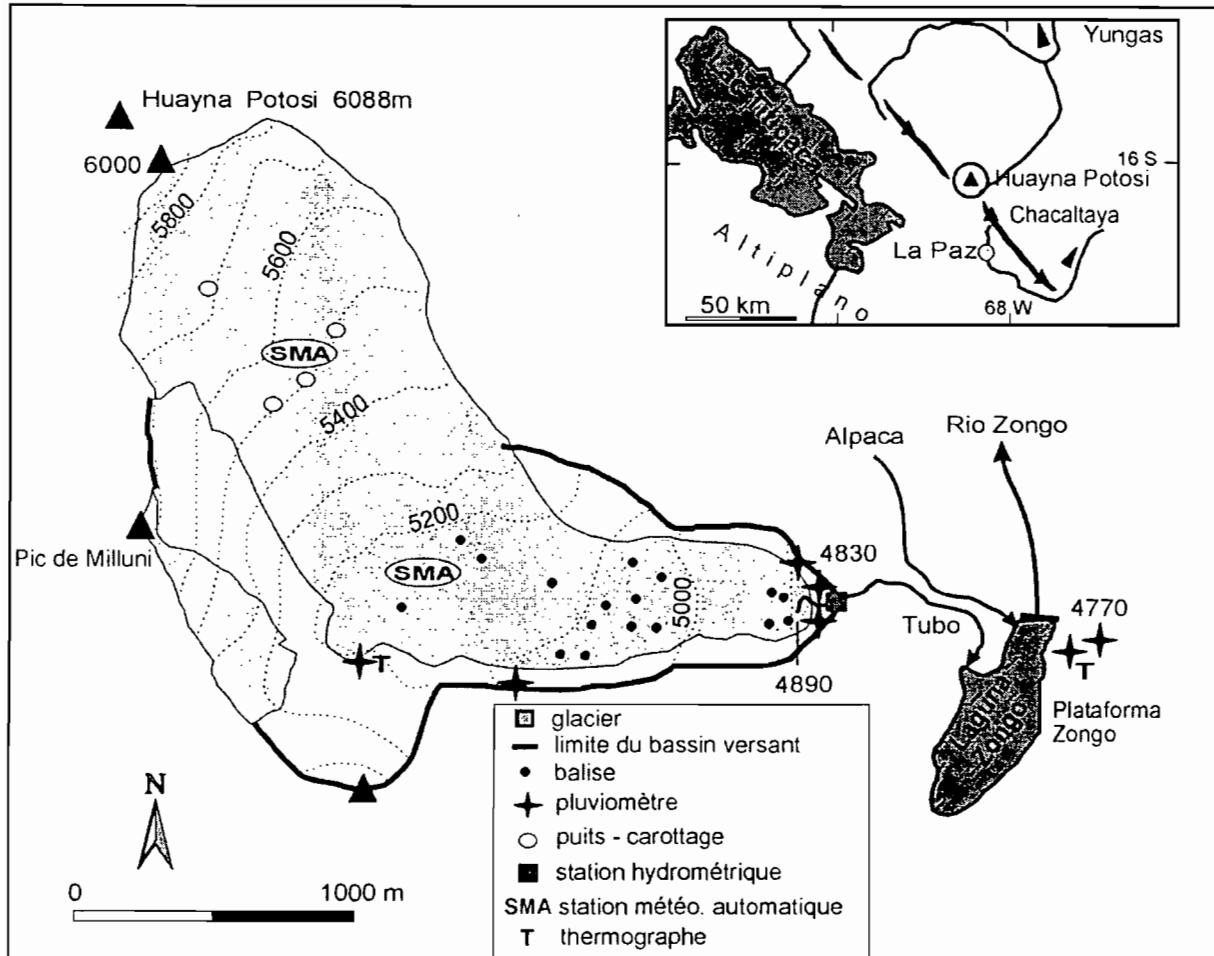 Huayna Potosi 6088m
6000
5800
5600
5400
5200
5000
SMA
SMA
Pic de Milluni
T
4830
4890
Alpaca
Rio Zongo
Tubo
4770
T
Plataforma
Zongo
Laguna
Zongo
Yungas
Lac Titicaca
16 S
Huayna Potosi
Chacaltaya
La Paz
Altiplano
68 W
50 km
N
0 1000 m
glacier
limite du bassin versant
balise
pluviomètre
puits - carottage
station hydrométrique
SMA station météo. automatique
T thermographe